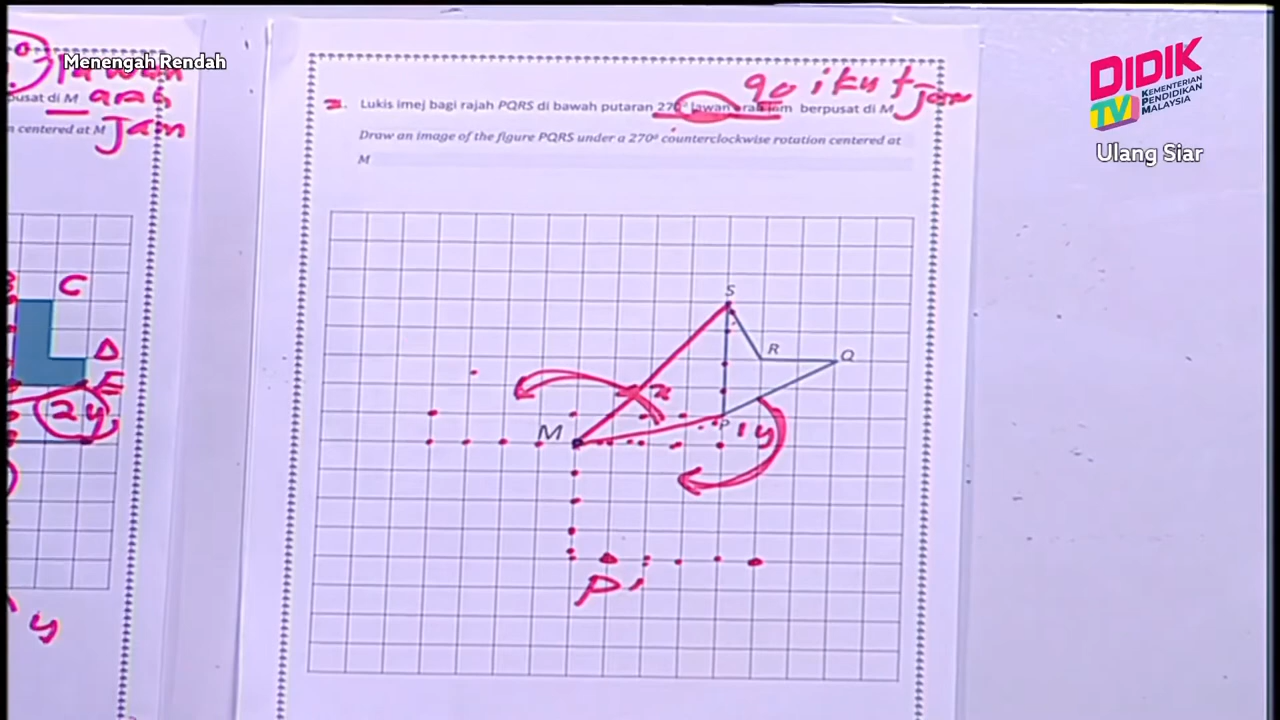 Menengah Rendah
DIDIK
TV
KEMENTERIAN
PENDIDIKAN
MALAYSIA
Ulang Siar
lawan
pusat di M arah
n centered at M jam
C
D
E
2y
y
90 ikut jam
2. Lukis imej bagi rajah PQRS di bawah putaran 270° lawan arah jam berpusat di M
Draw an image of the figure PQRS under a 270° counterclockwise rotation centered at
M
S
R
Q
x
M
P
1y
P'